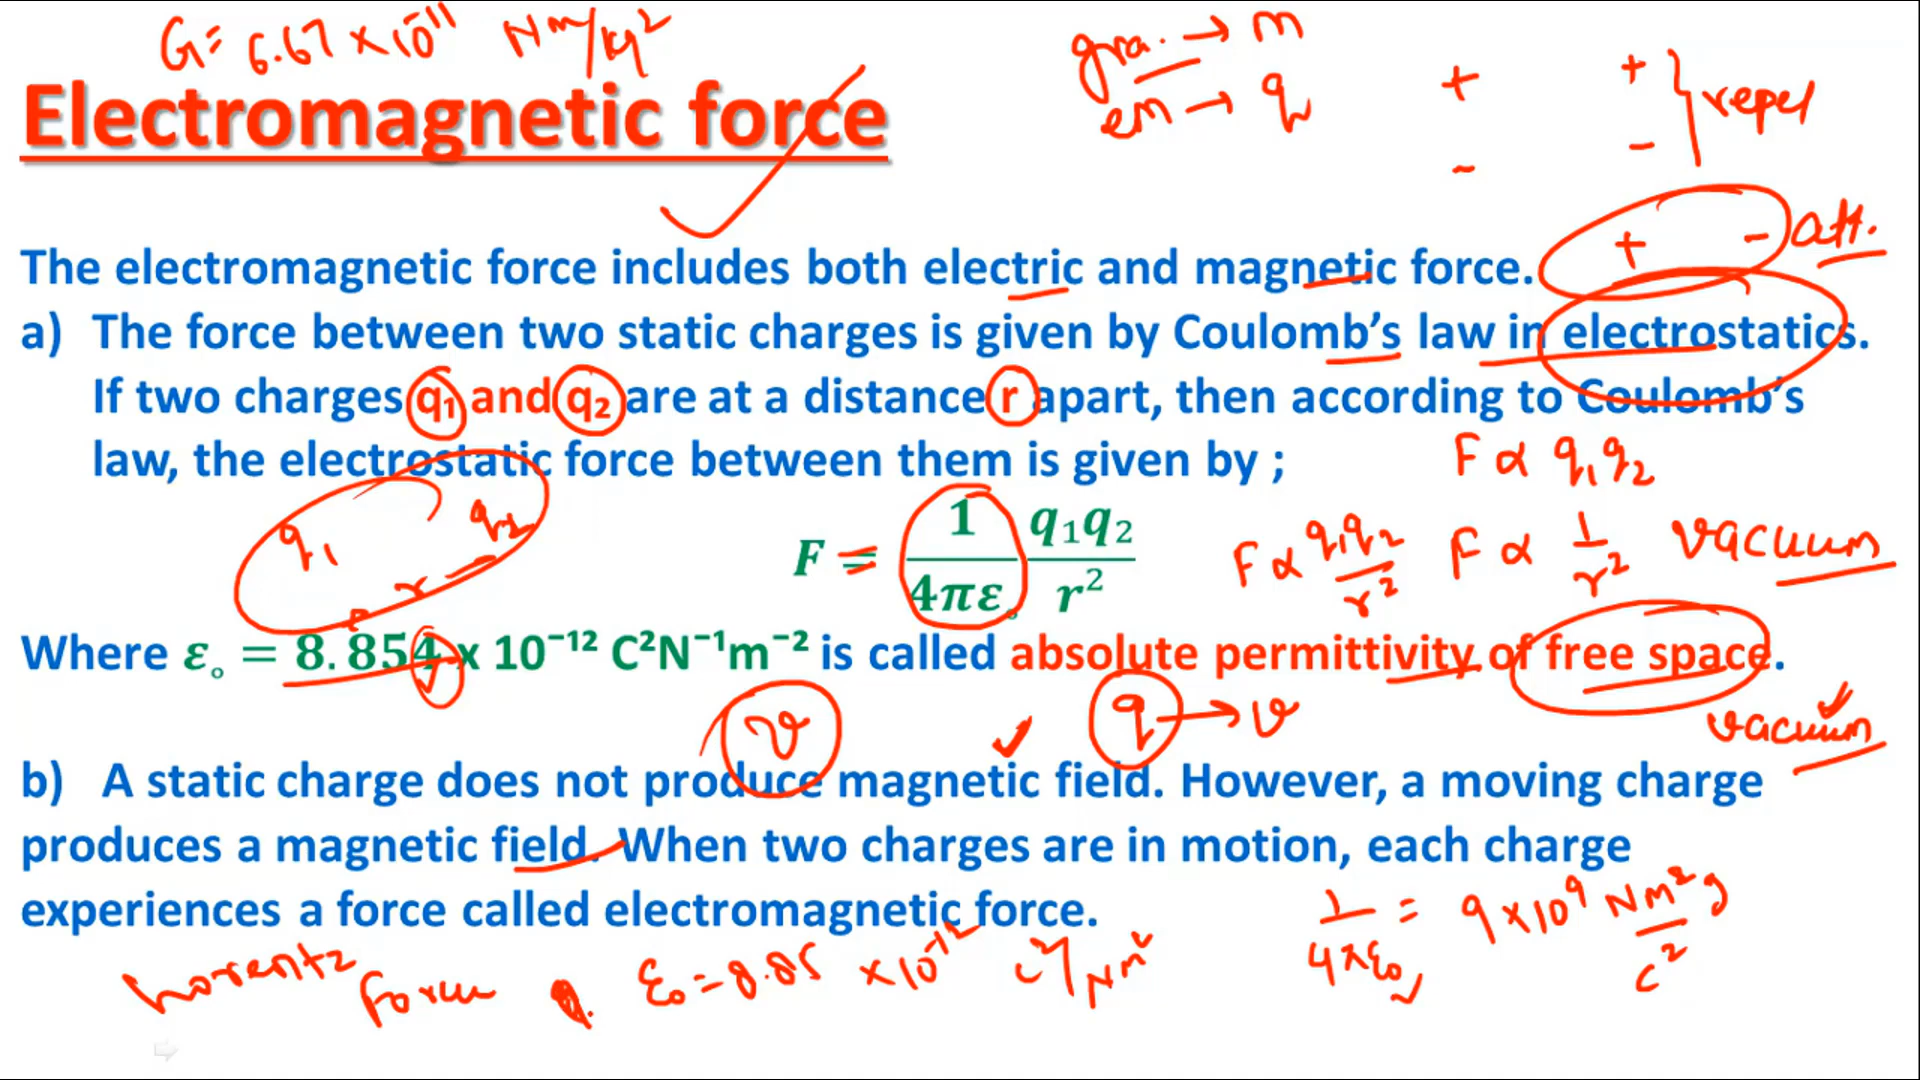 G = 6.67 × 10⁻¹¹ Nm/kg²
gra. → m
em → q
+ +
- - } repel
Electromagnetic force
+ - att.
The electromagnetic force includes both electric and magnetic force.
a) The force between two static charges is given by Coulomb's law in electrostatics.
If two charges q₁ and q₂ are at a distance r apart, then according to Coulomb's
law, the electrostatic force between them is given by ;
F ∝ q₁q₂
q₁ r q₂
F = 1/4πε₀ q₁q₂/r²
F ∝ q₁q₂/r² F ∝ 1/r² vacuum
Where ε₀ = 8.854 x 10⁻¹² C²N⁻¹m⁻² is called absolute permittivity of free space.
v ✓ q → v vacuum
b) A static charge does not produce magnetic field. However, a moving charge
produces a magnetic field. When two charges are in motion, each charge
experiences a force called electromagnetic force.
1/4πε₀ = 9×10⁹ Nm²/c²
Lorentz force ε₀ = 8.85 ×10⁻¹² c²/Nm²